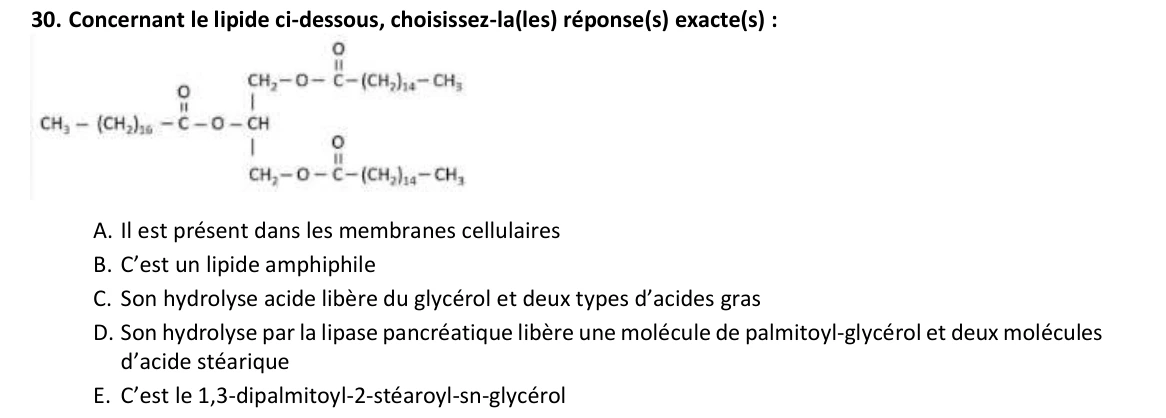 30. Concernant le lipide ci-dessous, choisissez-la(les) réponse(s) exacte(s) :
O
||
CH₂-O-C-(CH₂)₁₄-CH₃
O
||
|
CH₃-(CH₂)₁₆-C-O-CH
|
O
||
CH₂-O-C-(CH₂)₁₄-CH₃
A. Il est présent dans les membranes cellulaires
B. C’est un lipide amphiphile
C. Son hydrolyse acide libère du glycérol et deux types d’acides gras
D. Son hydrolyse par la lipase pancréatique libère une molécule de palmitoyl-glycérol et deux molécules
d’acide stéarique
E. C’est le 1,3-dipalmitoyl-2-stéaroyl-sn-glycérol